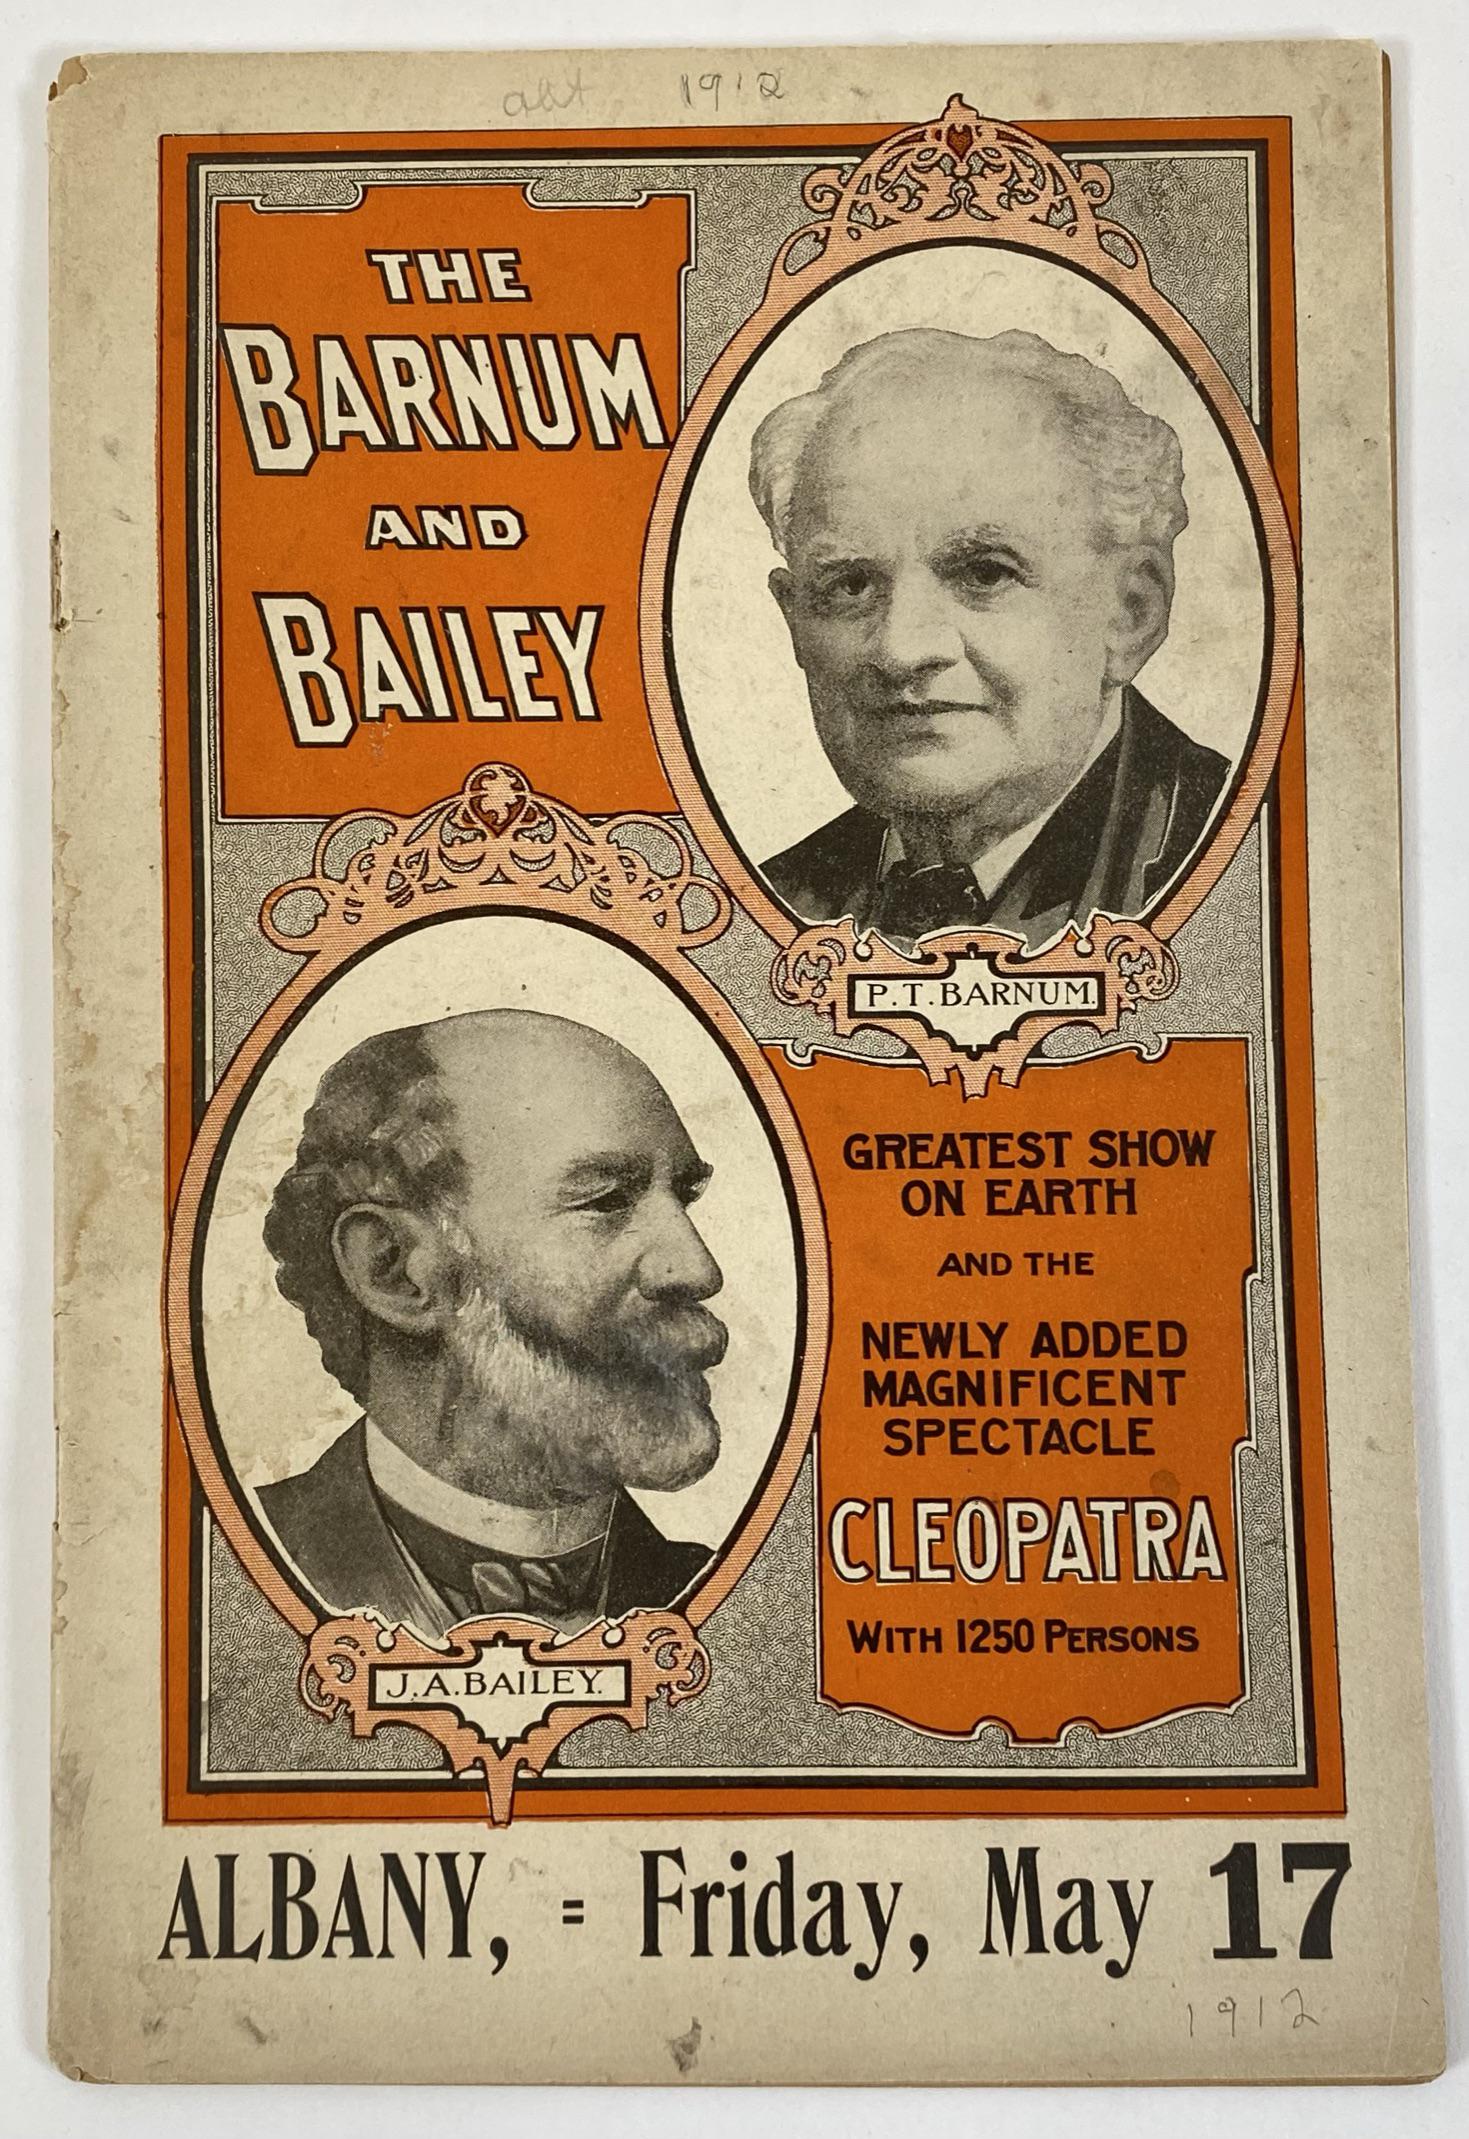 1912
THE
BARNUM
AND
BAILEY
P.T. BARNUM.
GREATEST SHOW
ON EARTH
AND THE
NEWLY ADDED
MAGNIFICENT
SPECTACLE
CLEOPATRA
WITH 1250 PERSONS
J.A. BAILEY.
ALBANY, = Friday, May 17
1912